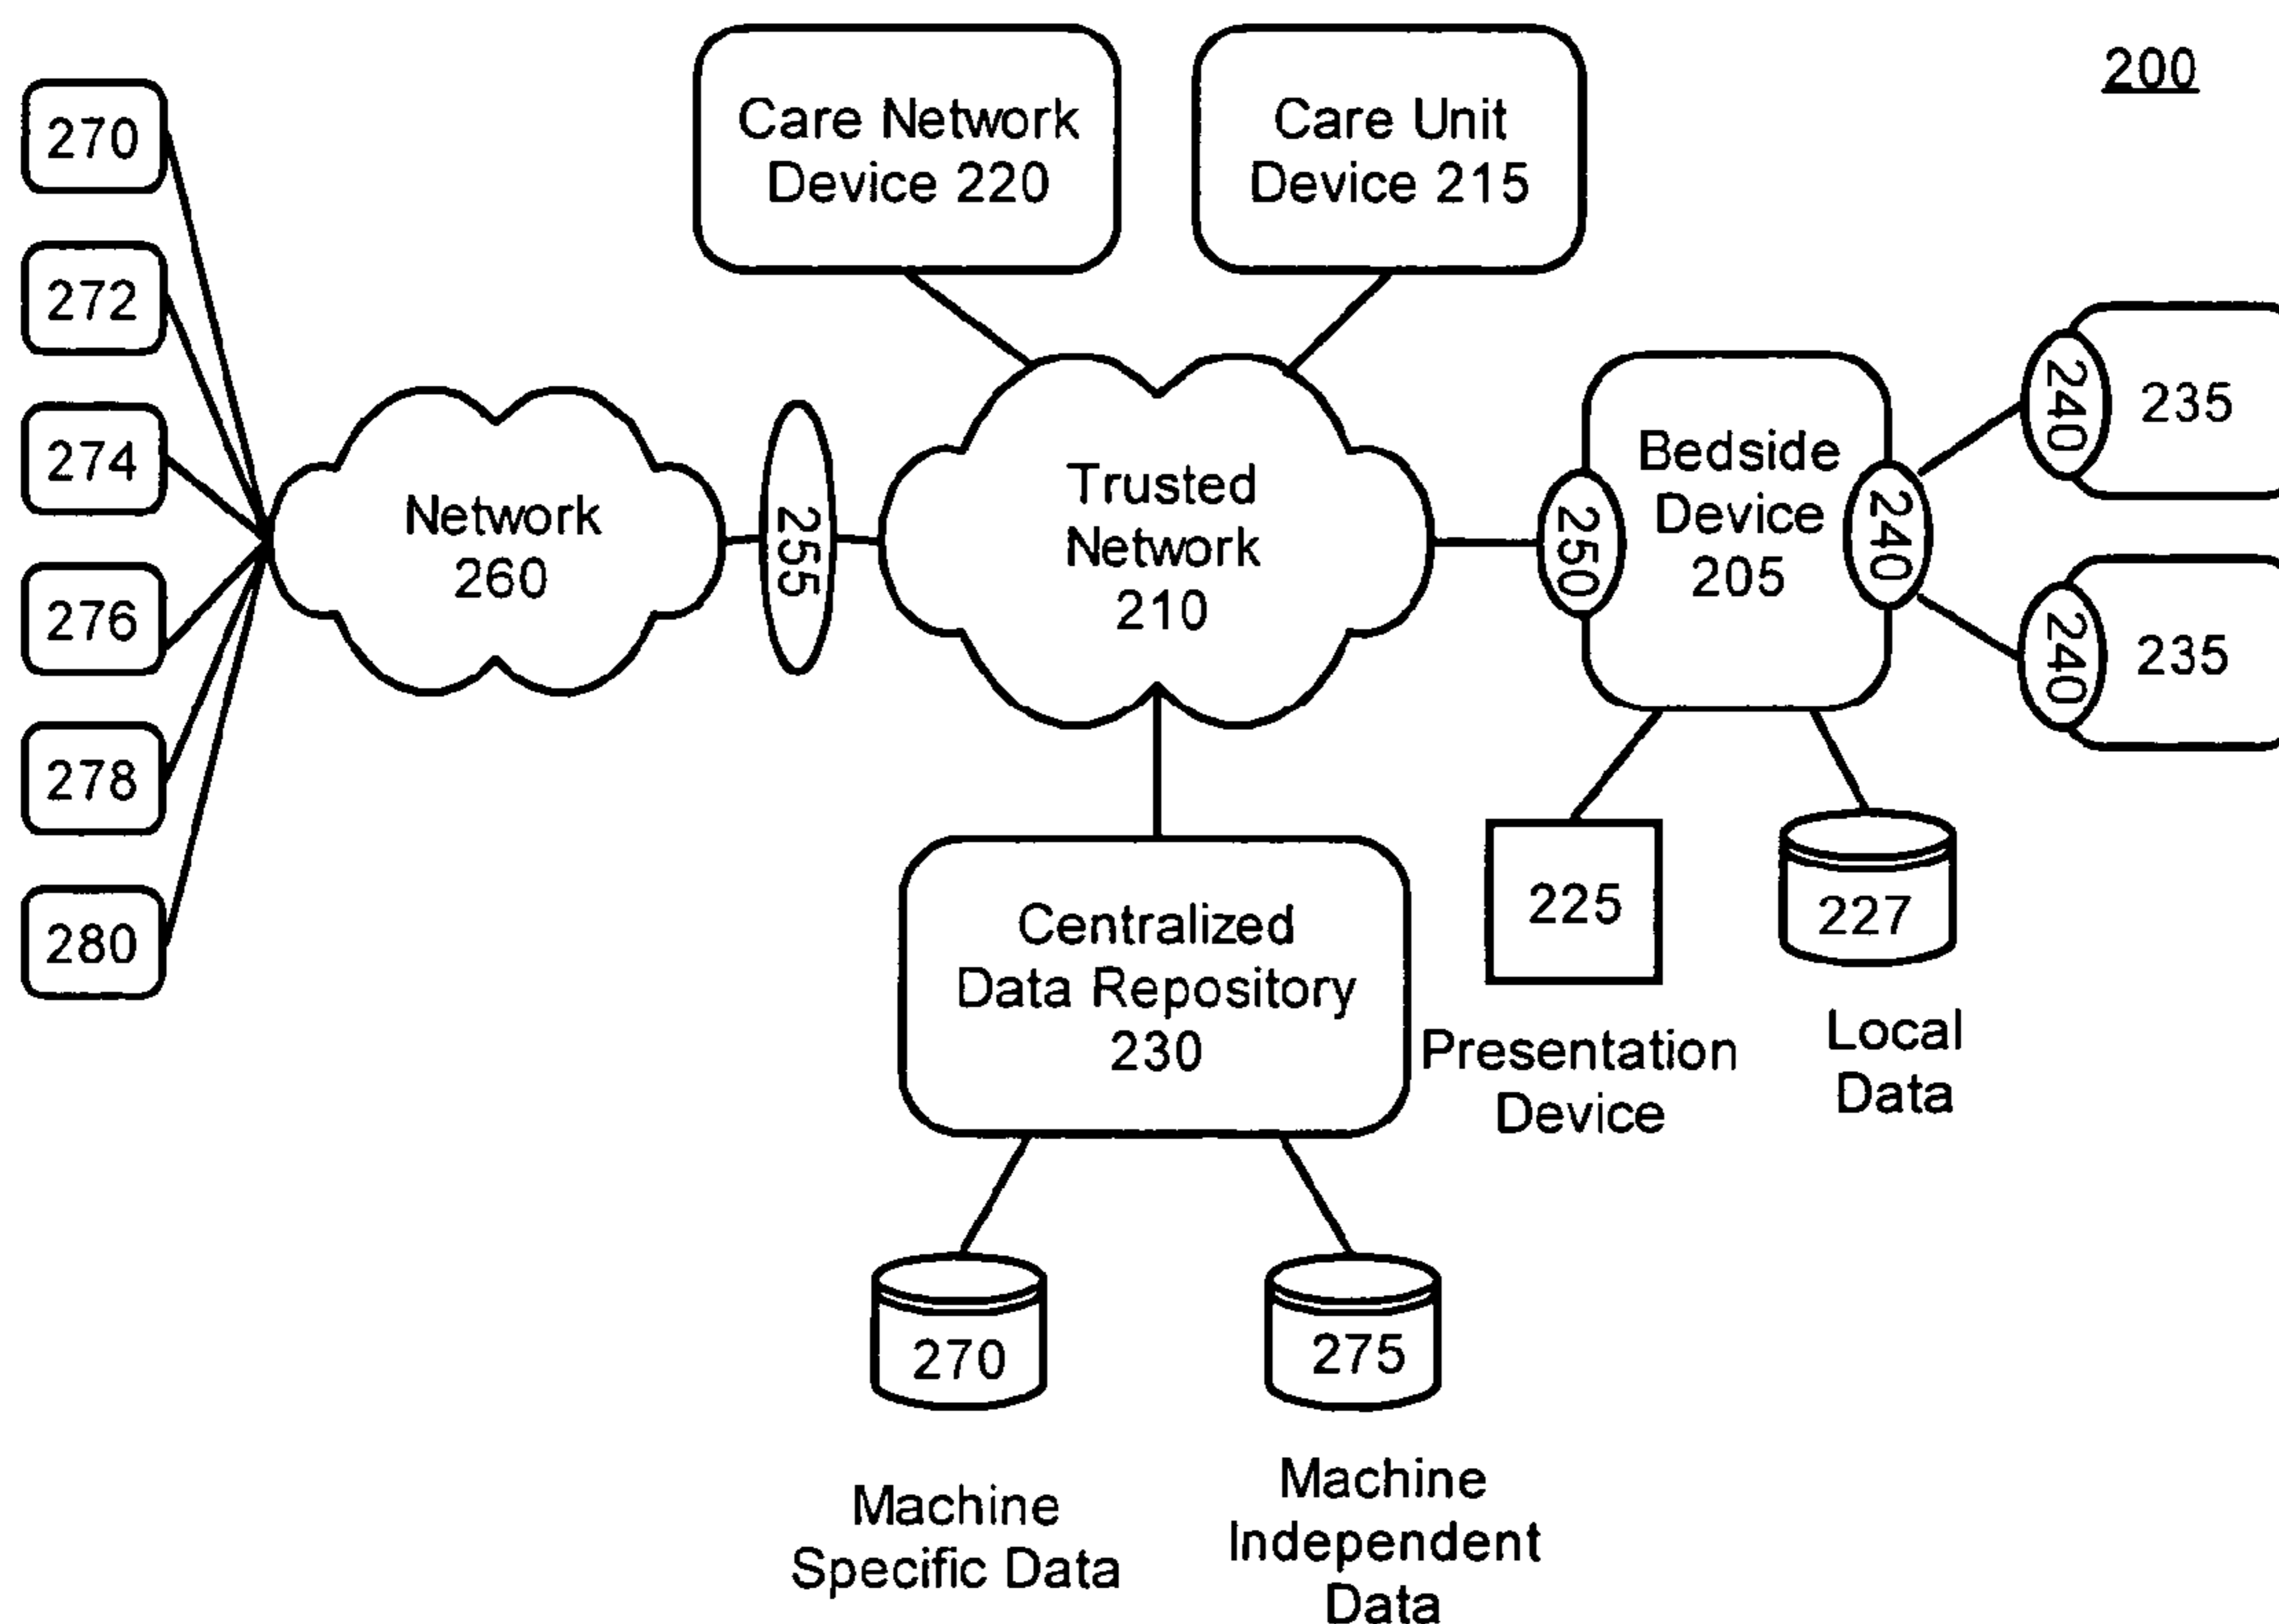 200
Care Network
Device 220
Care Unit
Device 215
270
272
274
276
278
280
Network
260
255
Trusted
Network
210
250
Bedside
Device
205
240
240
235
240
235
225
Presentation
Device
227
Local
Data
Centralized
Data Repository
230
270
Machine
Specific Data
275
Machine
Independent
Data